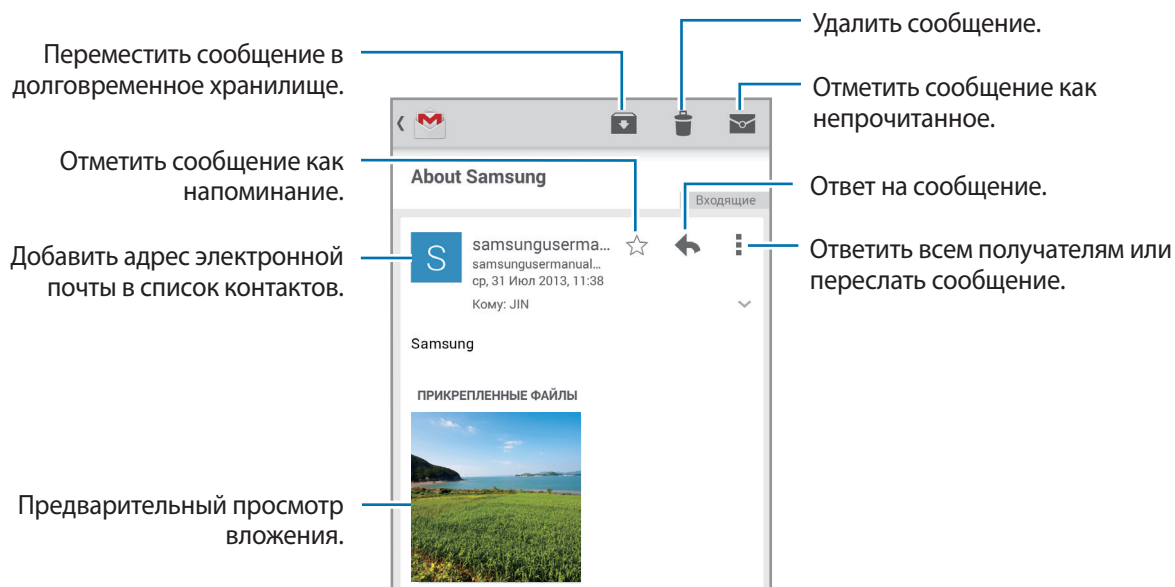 Переместить сообщение в
долговременное хранилище.
Отметить сообщение как
напоминание.
Добавить адрес электронной
почты в список контактов.
Предварительный просмотр
вложения.
About Samsung
Входящие
S
samsunguserma...
samsungusermanual...
ср, 31 Июл 2013, 11:38
Кому: JIN
Samsung
ПРИКРЕПЛЕННЫЕ ФАЙЛЫ
Удалить сообщение.
Отметить сообщение как
непрочитанное.
Ответ на сообщение.
Ответить всем получателям или
переслать сообщение.